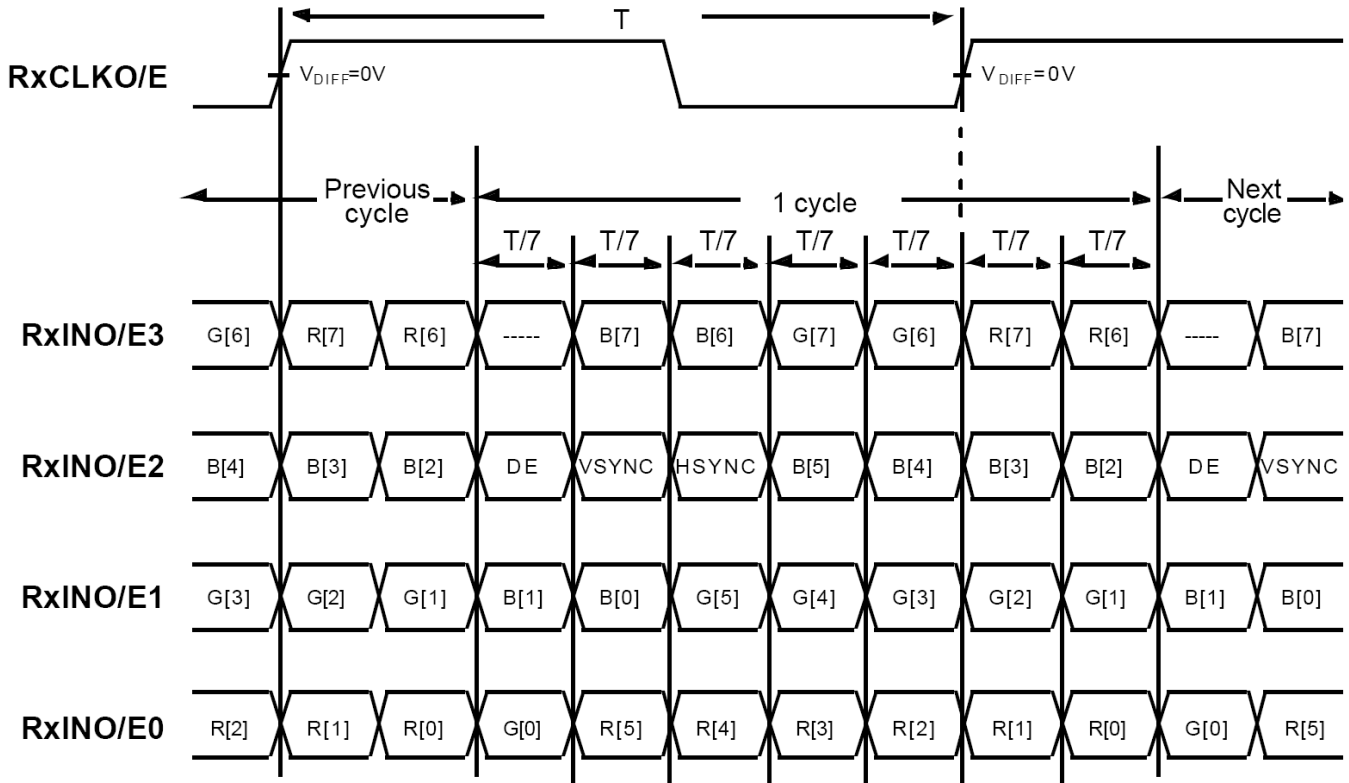 T
RxCLKO/E
V DIFF=0V V DIFF=0V
Previous cycle 1 cycle Next cycle
T/7 T/7 T/7 T/7 T/7 T/7 T/7
RxINO/E3 G[6] R[7] R[6] ----- B[7] B[6] G[7] G[6] R[7] R[6] ----- B[7]
RxINO/E2 B[4] B[3] B[2] DE VSYNC HSYNC B[5] B[4] B[3] B[2] DE VSYNC
RxINO/E1 G[3] G[2] G[1] B[1] B[0] G[5] G[4] G[3] G[2] G[1] B[1] B[0]
RxINO/E0 R[2] R[1] R[0] G[0] R[5] R[4] R[3] R[2] R[1] R[0] G[0] R[5]